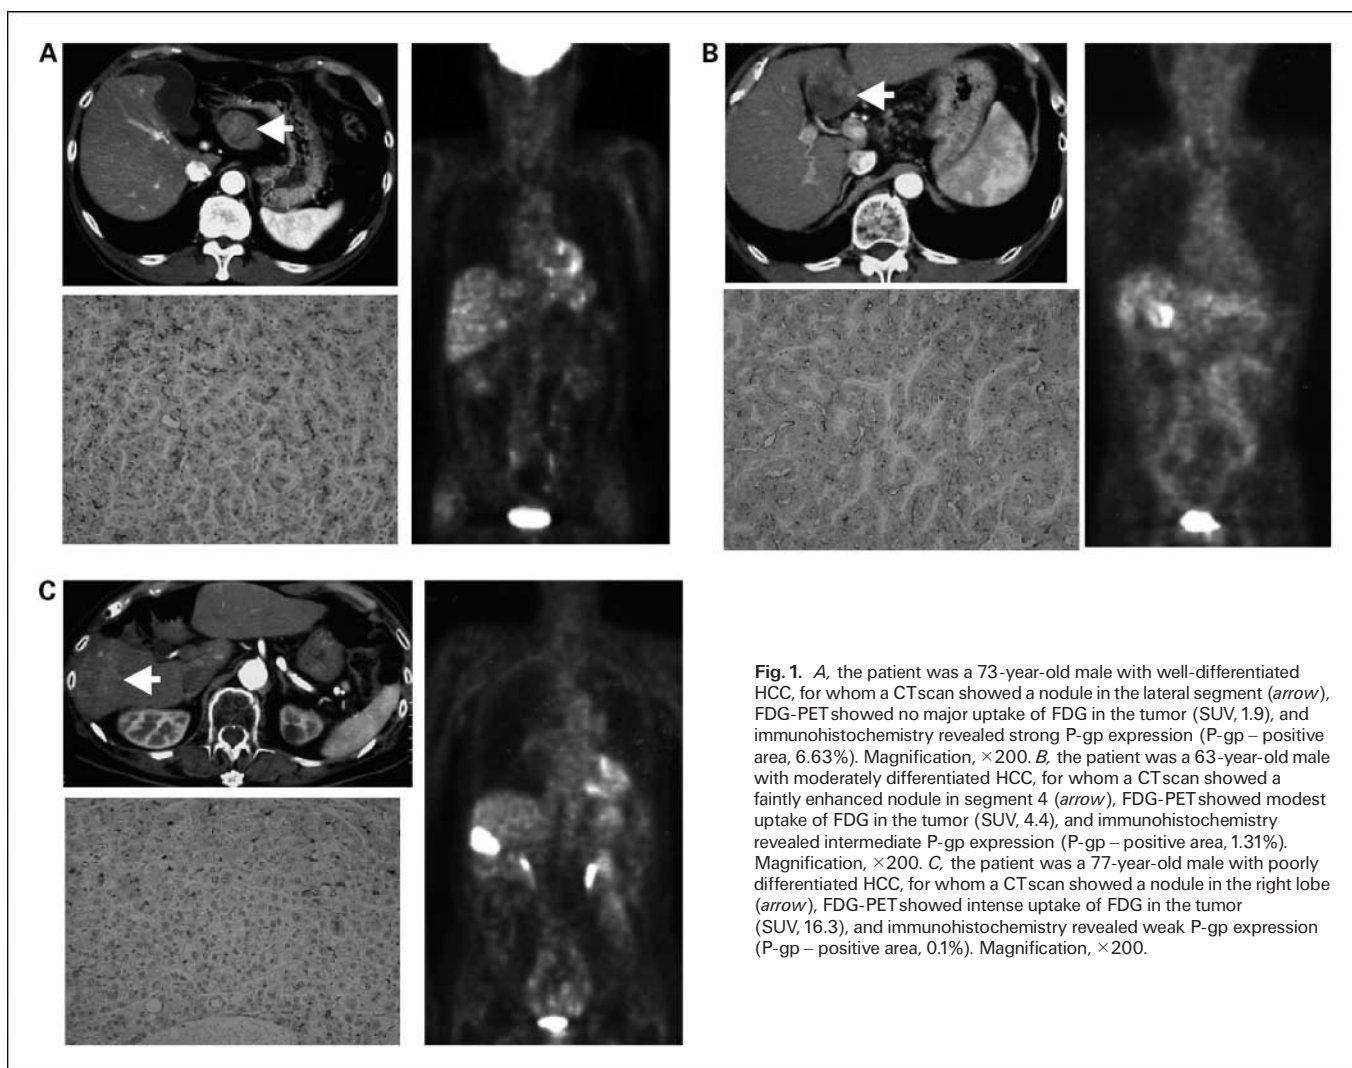 A
B
C
Fig. 1. A, the patient was a 73-year-old male with well-differentiated
HCC, for whom a CT scan showed a nodule in the lateral segment (arrow),
FDG-PET showed no major uptake of FDG in the tumor (SUV, 1.9), and
immunohistochemistry revealed strong P-gp expression (P-gp – positive
area, 6.63%). Magnification, ×200. B, the patient was a 63-year-old male
with moderately differentiated HCC, for whom a CT scan showed a
faintly enhanced nodule in segment 4 (arrow), FDG-PET showed modest
uptake of FDG in the tumor (SUV, 4.4), and immunohistochemistry
revealed intermediate P-gp expression (P-gp – positive area, 1.31%).
Magnification, ×200. C, the patient was a 77-year-old male with poorly
differentiated HCC, for whom a CT scan showed a nodule in the right lobe
(arrow), FDG-PET showed intense uptake of FDG in the tumor
(SUV, 16.3), and immunohistochemistry revealed weak P-gp expression
(P-gp – positive area, 0.1%). Magnification, ×200.